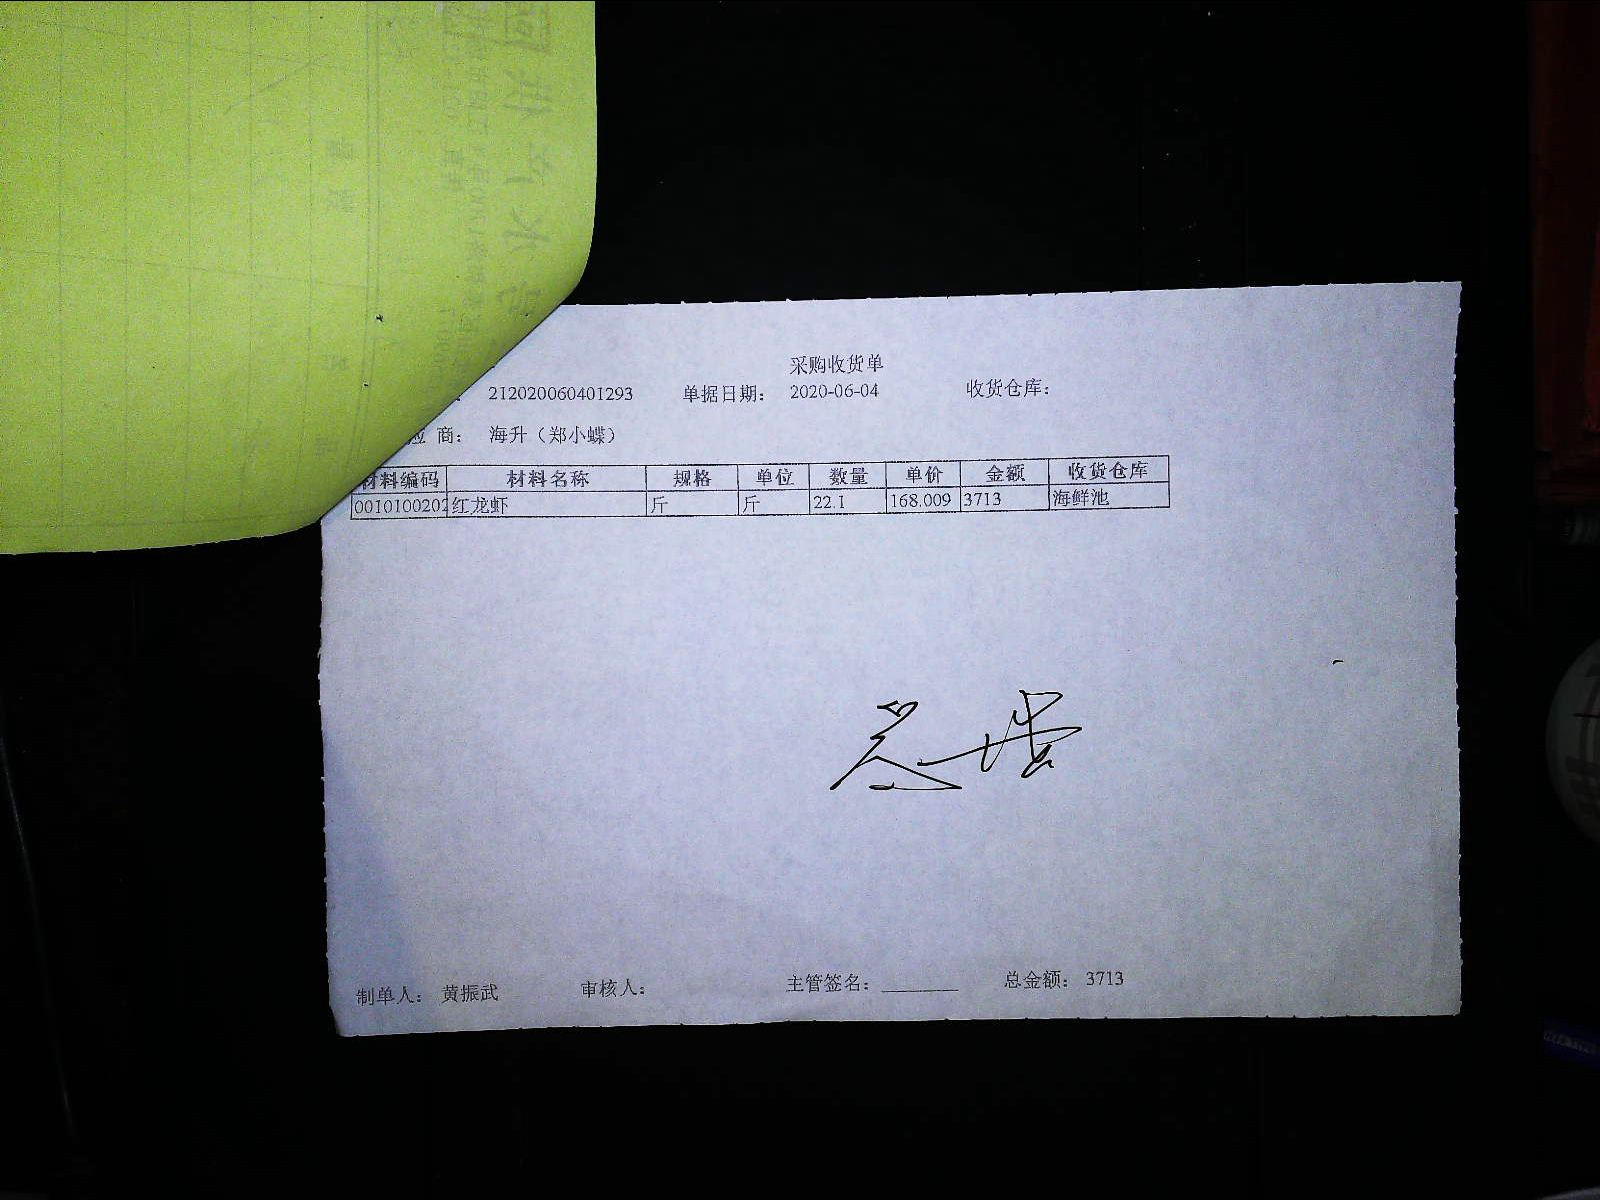 采购收货单
212020060401293 单据日期： 2020-06-04 收货仓库：
应 商： 海升（郑小蝶）
材料编码 材料名称 规格 单位 数量 单价 金额 收货仓库
0010100202 红龙虾 斤 斤 22.1 168.009 3713 海鲜池
制单人： 黄振武 审核人： 主管签名：________ 总金额： 3713